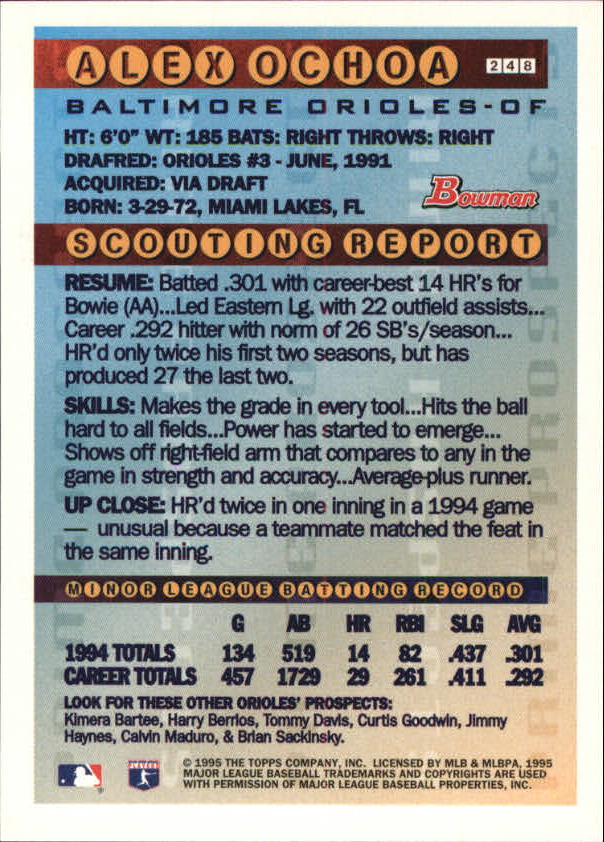 ALEX OCHOA 248
BALTIMORE ORIOLES-OF
HT: 6'0" WT: 185 BATS: RIGHT THROWS: RIGHT
DRAFRED: ORIOLES #3 - JUNE, 1991
ACQUIRED: VIA DRAFT
Bowman
BORN: 3-29-72, MIAMI LAKES, FL
SCOUTING REPORT
RESUME: Batted .301 with career-best 14 HR's for
Bowie (AA)...Led Eastern Lg. with 22 outfield assists...
Career .292 hitter with norm of 26 SB's/season...
HR'd only twice his first two seasons, but has
produced 27 the last two.
SKILLS: Makes the grade in every tool...Hits the ball
hard to all fields...Power has started to emerge...
Shows off right-field arm that compares to any in the
game in strength and accuracy...Average-plus runner.
UP CLOSE: HR'd twice in one inning in a 1994 game
— unusual because a teammate matched the feat in
the same inning.
MINOR LEAGUE BATTING RECORD
G AB HR RBI SLG AVG
1994 TOTALS 134 519 14 82 .437 .301
CAREER TOTALS 457 1729 29 261 .411 .292
LOOK FOR THESE OTHER ORIOLES' PROSPECTS:
Kimera Bartee, Harry Berrios, Tommy Davis, Curtis Goodwin, Jimmy
Haynes, Calvin Maduro, & Brian Sackinsky.
PLAYERS
© 1995 THE TOPPS COMPANY, INC. LICENSED BY MLB & MLBPA, 1995
MAJOR LEAGUE BASEBALL TRADEMARKS AND COPYRIGHTS ARE USED
WITH PERMISSION OF MAJOR LEAGUE BASEBALL PROPERTIES, INC.